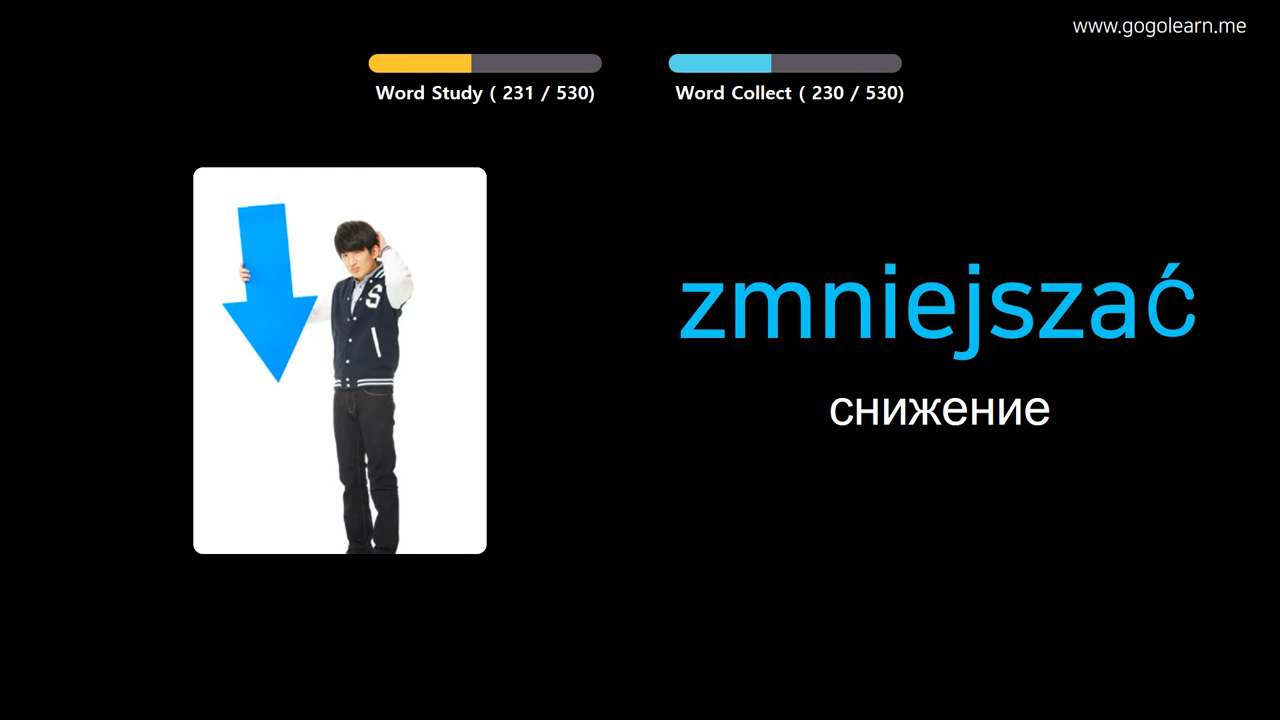 www.gogolearn.me
Word Study ( 231 / 530)
Word Collect ( 230 / 530)
S
zmniejszać
снижение